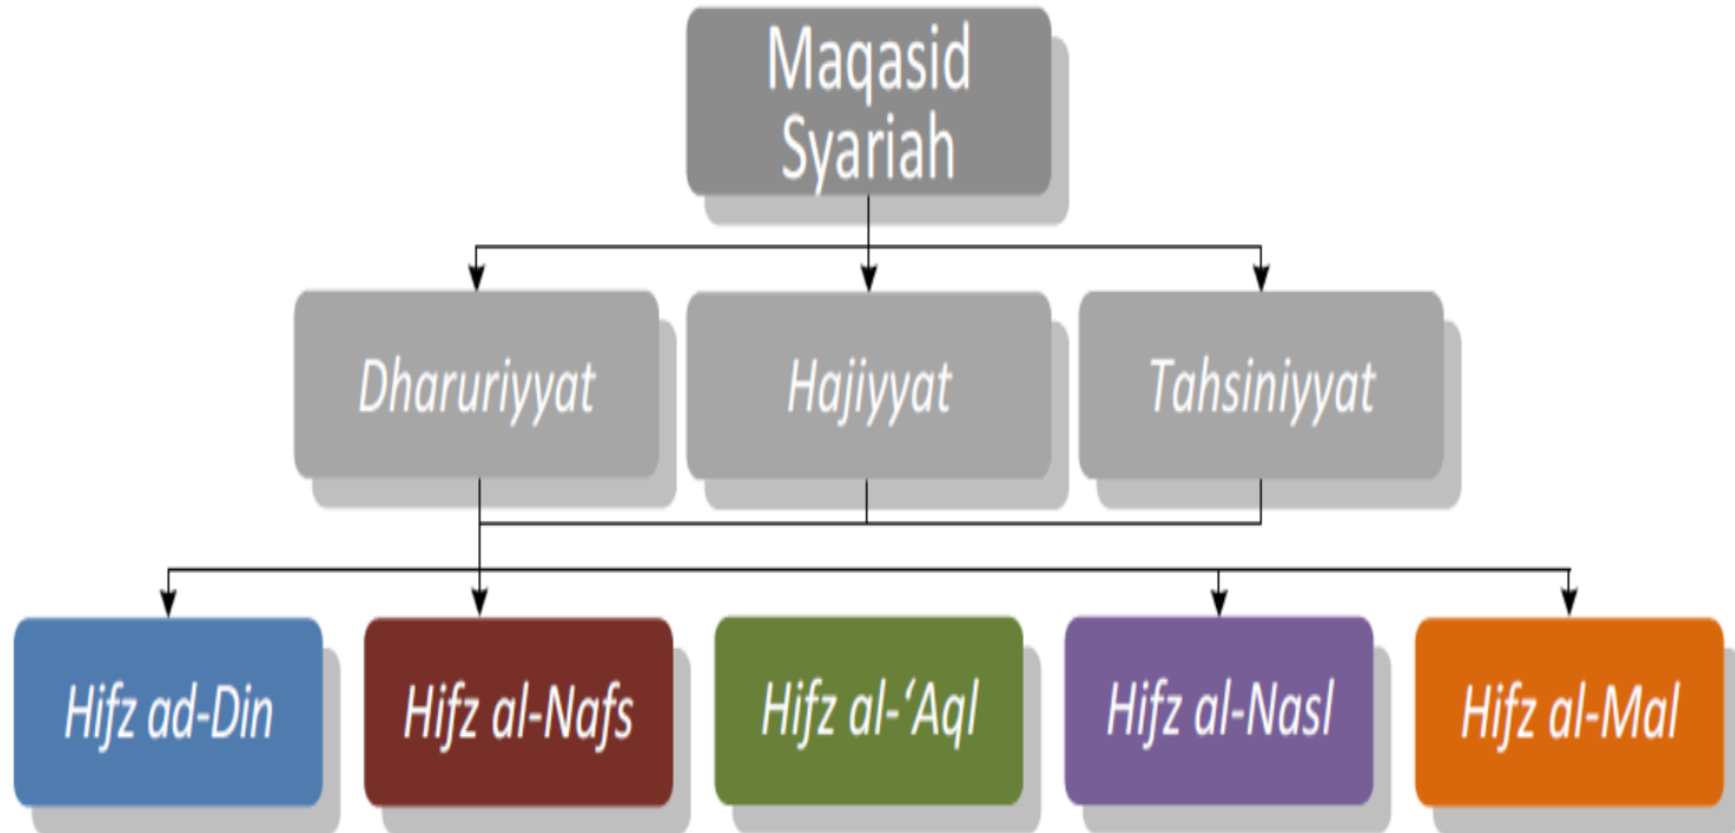 Maqasid
Syariah
Dharuriyyat
Hajiyyat
Tahsiniyyat
Hifz ad-Din
Hifz al-Nafs
Hifz al-‘Aql
Hifz al-Nasl
Hifz al-Mal